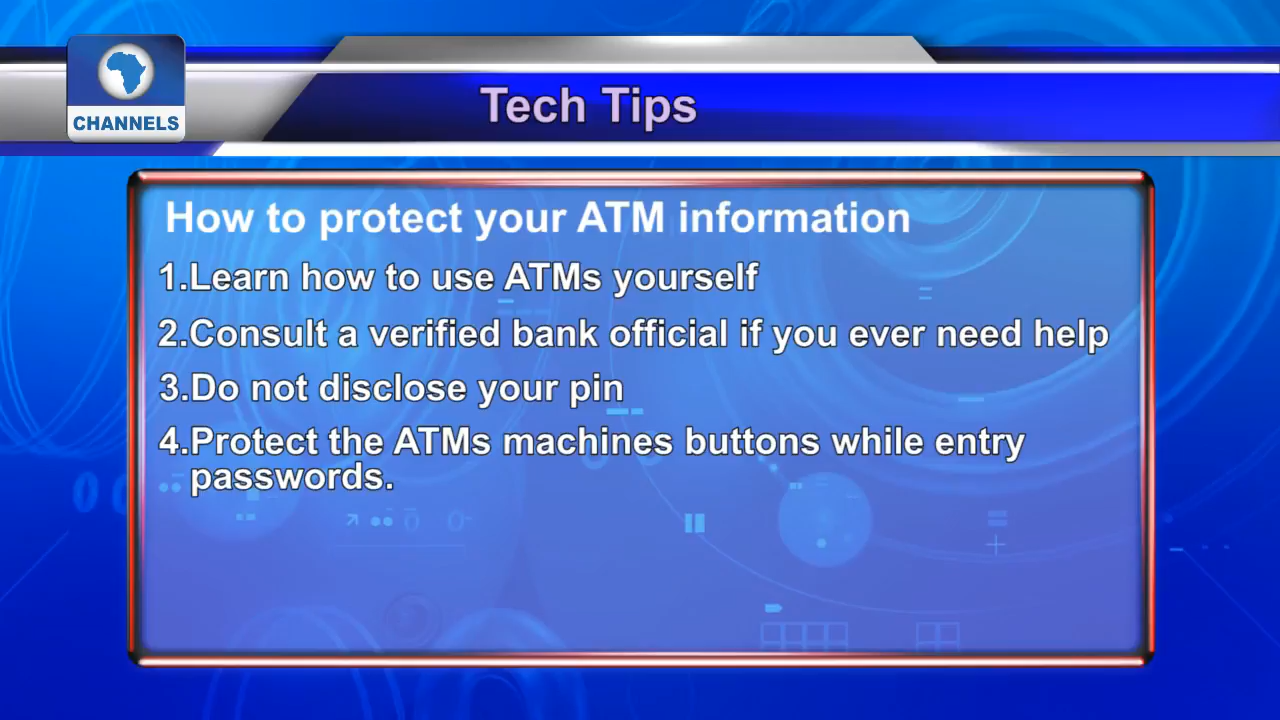 CHANNELS
Tech Tips
How to protect your ATM information
1.Learn how to use ATMs yourself
2.Consult a verified bank official if you ever need help
3.Do not disclose your pin
4.Protect the ATMs machines buttons while entry
passwords.